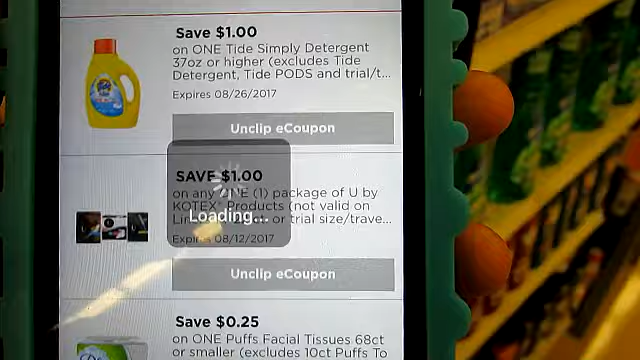 Save $1.00
on ONE Tide Simply Detergent
37oz or higher (excludes Tide
Detergent, Tide PODS and trial/t...
Expires 08/26/2017
Unclip eCoupon
SAVE $1.00
on any ONE (1) package of U by
KOTEX® Products (not valid on
or trial size/trave...
Loading...
Expires 08/12/2017
Unclip eCoupon
Save $0.25
on ONE Puffs Facial Tissues 68ct
or smaller (excludes 10ct Puffs To